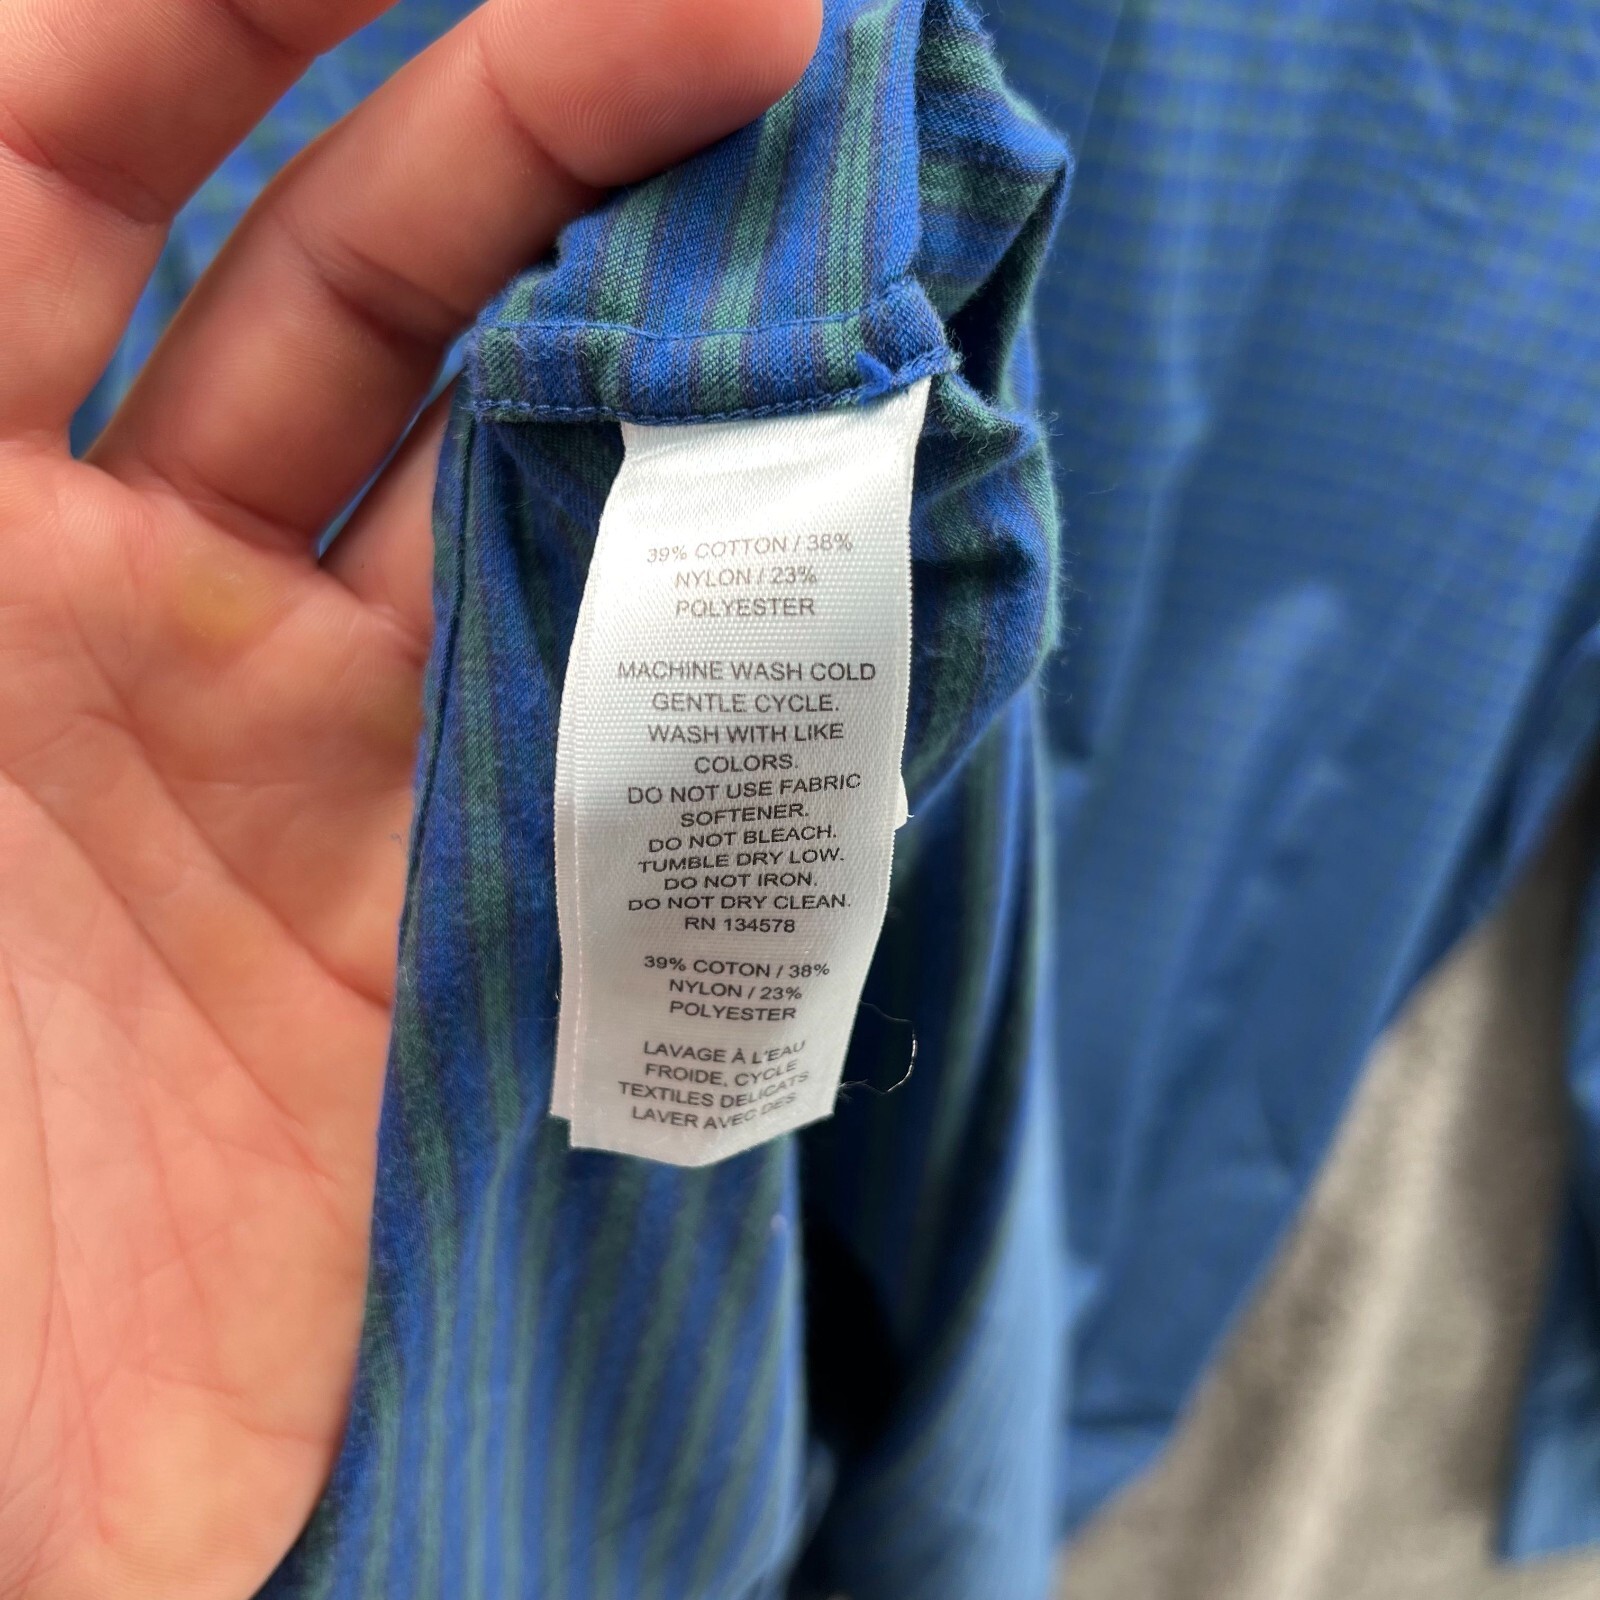 39% COTTON / 38%
NYLON / 23%
POLYESTER
MACHINE WASH COLD
GENTLE CYCLE.
WASH WITH LIKE
COLORS.
DO NOT USE FABRIC
SOFTENER.
DO NOT BLEACH.
TUMBLE DRY LOW.
DO NOT IRON.
DO NOT DRY CLEAN.
RN 134578
39% COTON / 38%
NYLON / 23%
POLYESTER
LAVAGE À L'EAU
FROIDE, CYCLE
TEXTILES DELICATS
LAVER AVEC DES